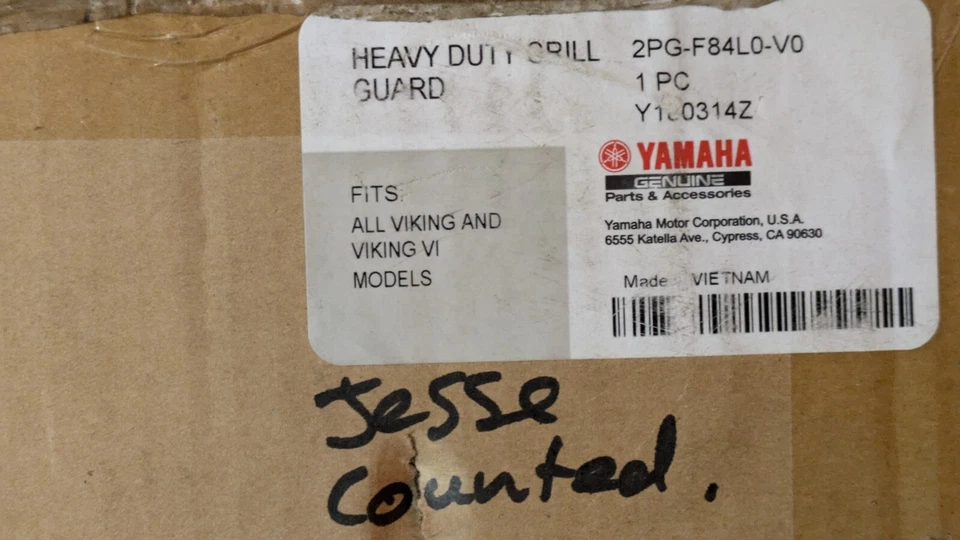 HEAVY DUTY GRILL
GUARD
2PG-F84L0-V0
1 PC
FITS:
ALL VIKING AND
VIKING VI
MODELS
YAMAHA
GENUINE
Parts & Accessories
Yamaha Motor Corporation, U.S.A.
6555 Katella Ave., Cypress, CA 90630
Made VIETNAM
Jesse
counted.